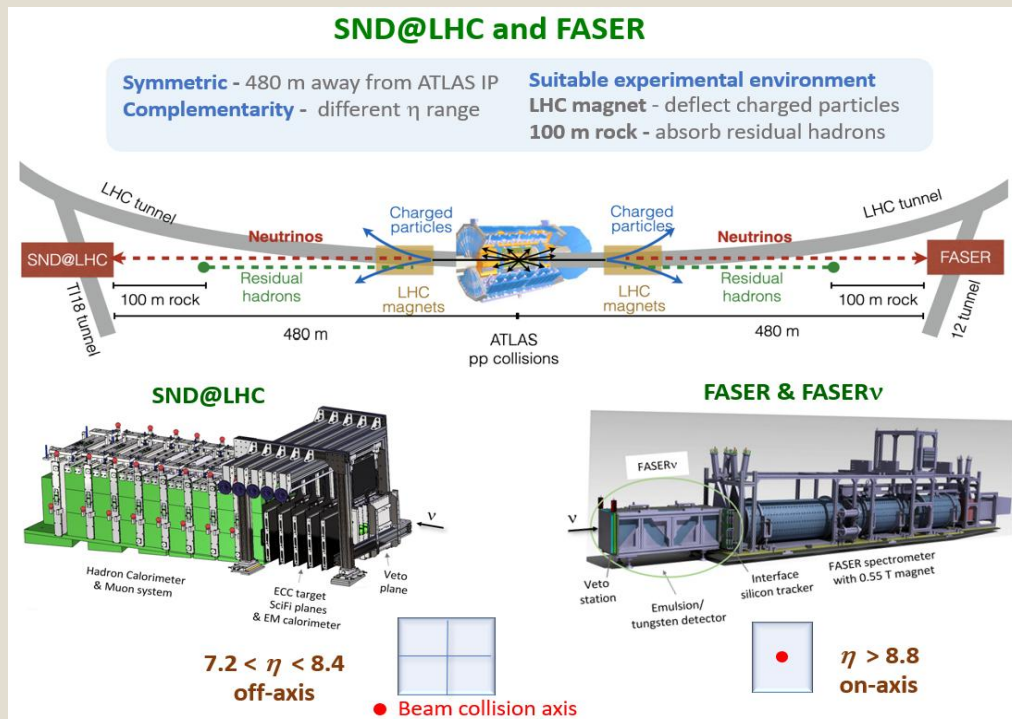 SND@LHC and FASER
Symmetric - 480 m away from ATLAS IP
Complementarity - different η range
Suitable experimental environment
LHC magnet - deflect charged particles
100 m rock - absorb residual hadrons
LHC tunnel
LHC tunnel
Charged
particles
Charged
particles
Neutrinos
Neutrinos
SND@LHC
FASER
Residual
hadrons
Residual
hadrons
100 m rock
LHC
magnets
LHC
magnets
100 m rock
TI18 tunnel
12 tunnel
480 m
480 m
ATLAS
pp collisions
SND@LHC
ν
Hadron Calorimeter
& Muon system
ECC target
SciFi planes
& EM calorimeter
Veto
plane
7.2 < η < 8.4
off-axis
FASER & FASERν
FASERν
ν
Veto
station
Emulsion/
tungsten detector
Interface
silicon tracker
FASER spectrometer
with 0.55 T magnet
η > 8.8
on-axis
Beam collision axis